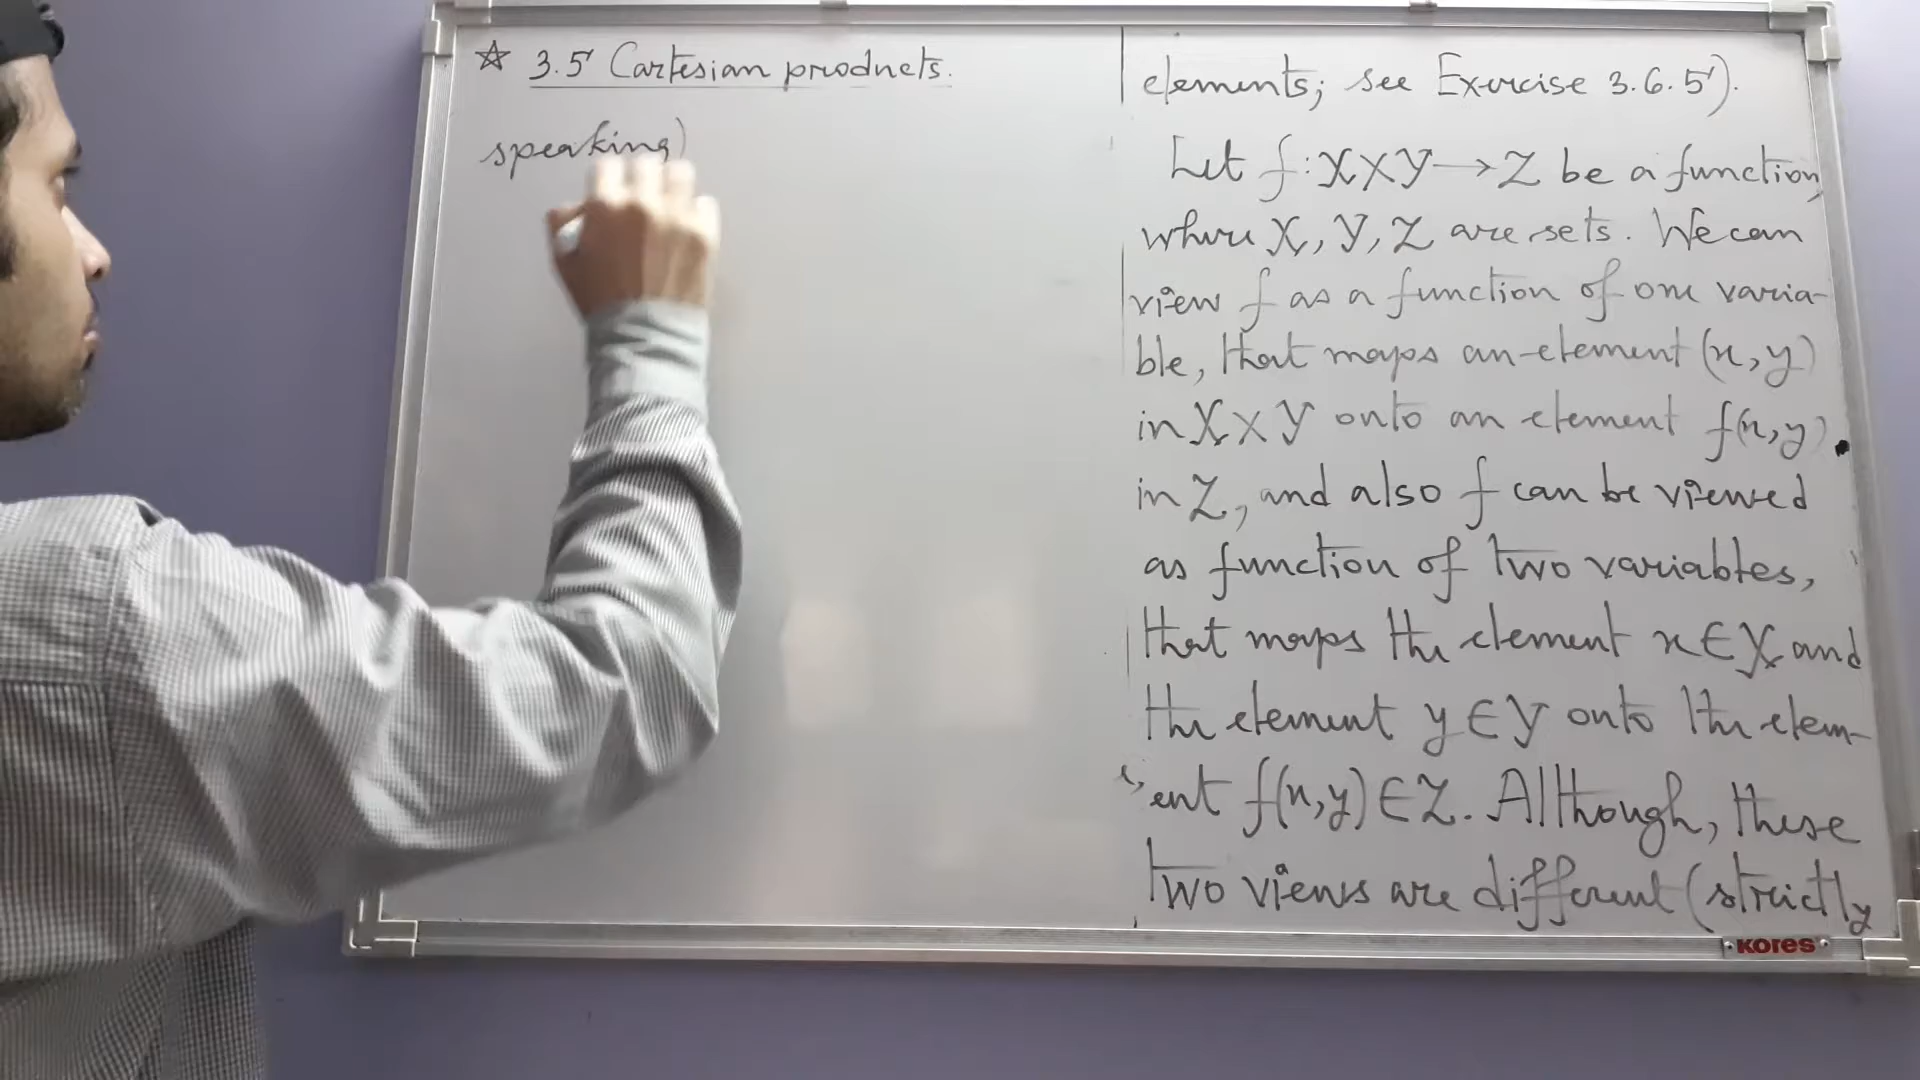 ☆ 3.5 Cartesian products.
speaking)
elements; see Exercise 3.6.5).
Let f: X × Y → Z be a function,
where X, Y, Z are sets. We can
view f as a function of one varia-
ble, that maps an element (x, y)
in X × Y onto an element f(x, y)
in Z, and also f can be viewed
as function of two variables,
that maps the element x ∈ X and
the element y ∈ Y onto the elem-
ent f(x, y) ∈ Z. Although, these
two views are different (strictly
KORES